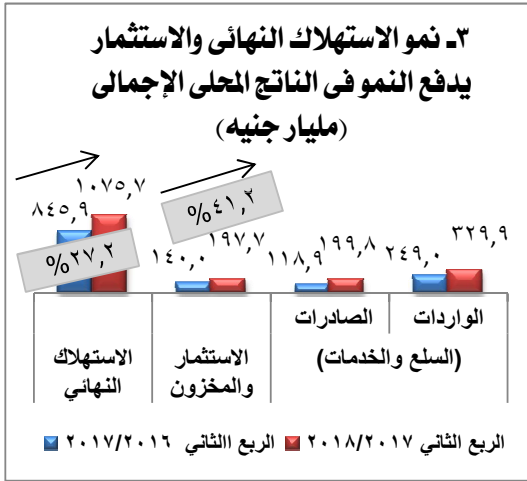 ٣ـ نمو الاستهلاك النهائى والاستثمار
يدفع النمو فى الناتج المحلى الإجمالى
(مليار جنيه)
٨٤٥,٩
١٠٧٥,٧
%٢٧,٢
١٤٠,٠
١٩٧,٧
%٤١,٢
١١٨,٩
١٩٩,٨
٢٤٩,٠
٣٢٩,٩
الاستهلاك
النهائي
الاستثمار
والمخزون
الصادرات
الواردات
(السلع والخدمات)
الربع االثاني ٢٠١٧/٢٠١٦
الربع الثاني ٢٠١٨/٢٠١٧